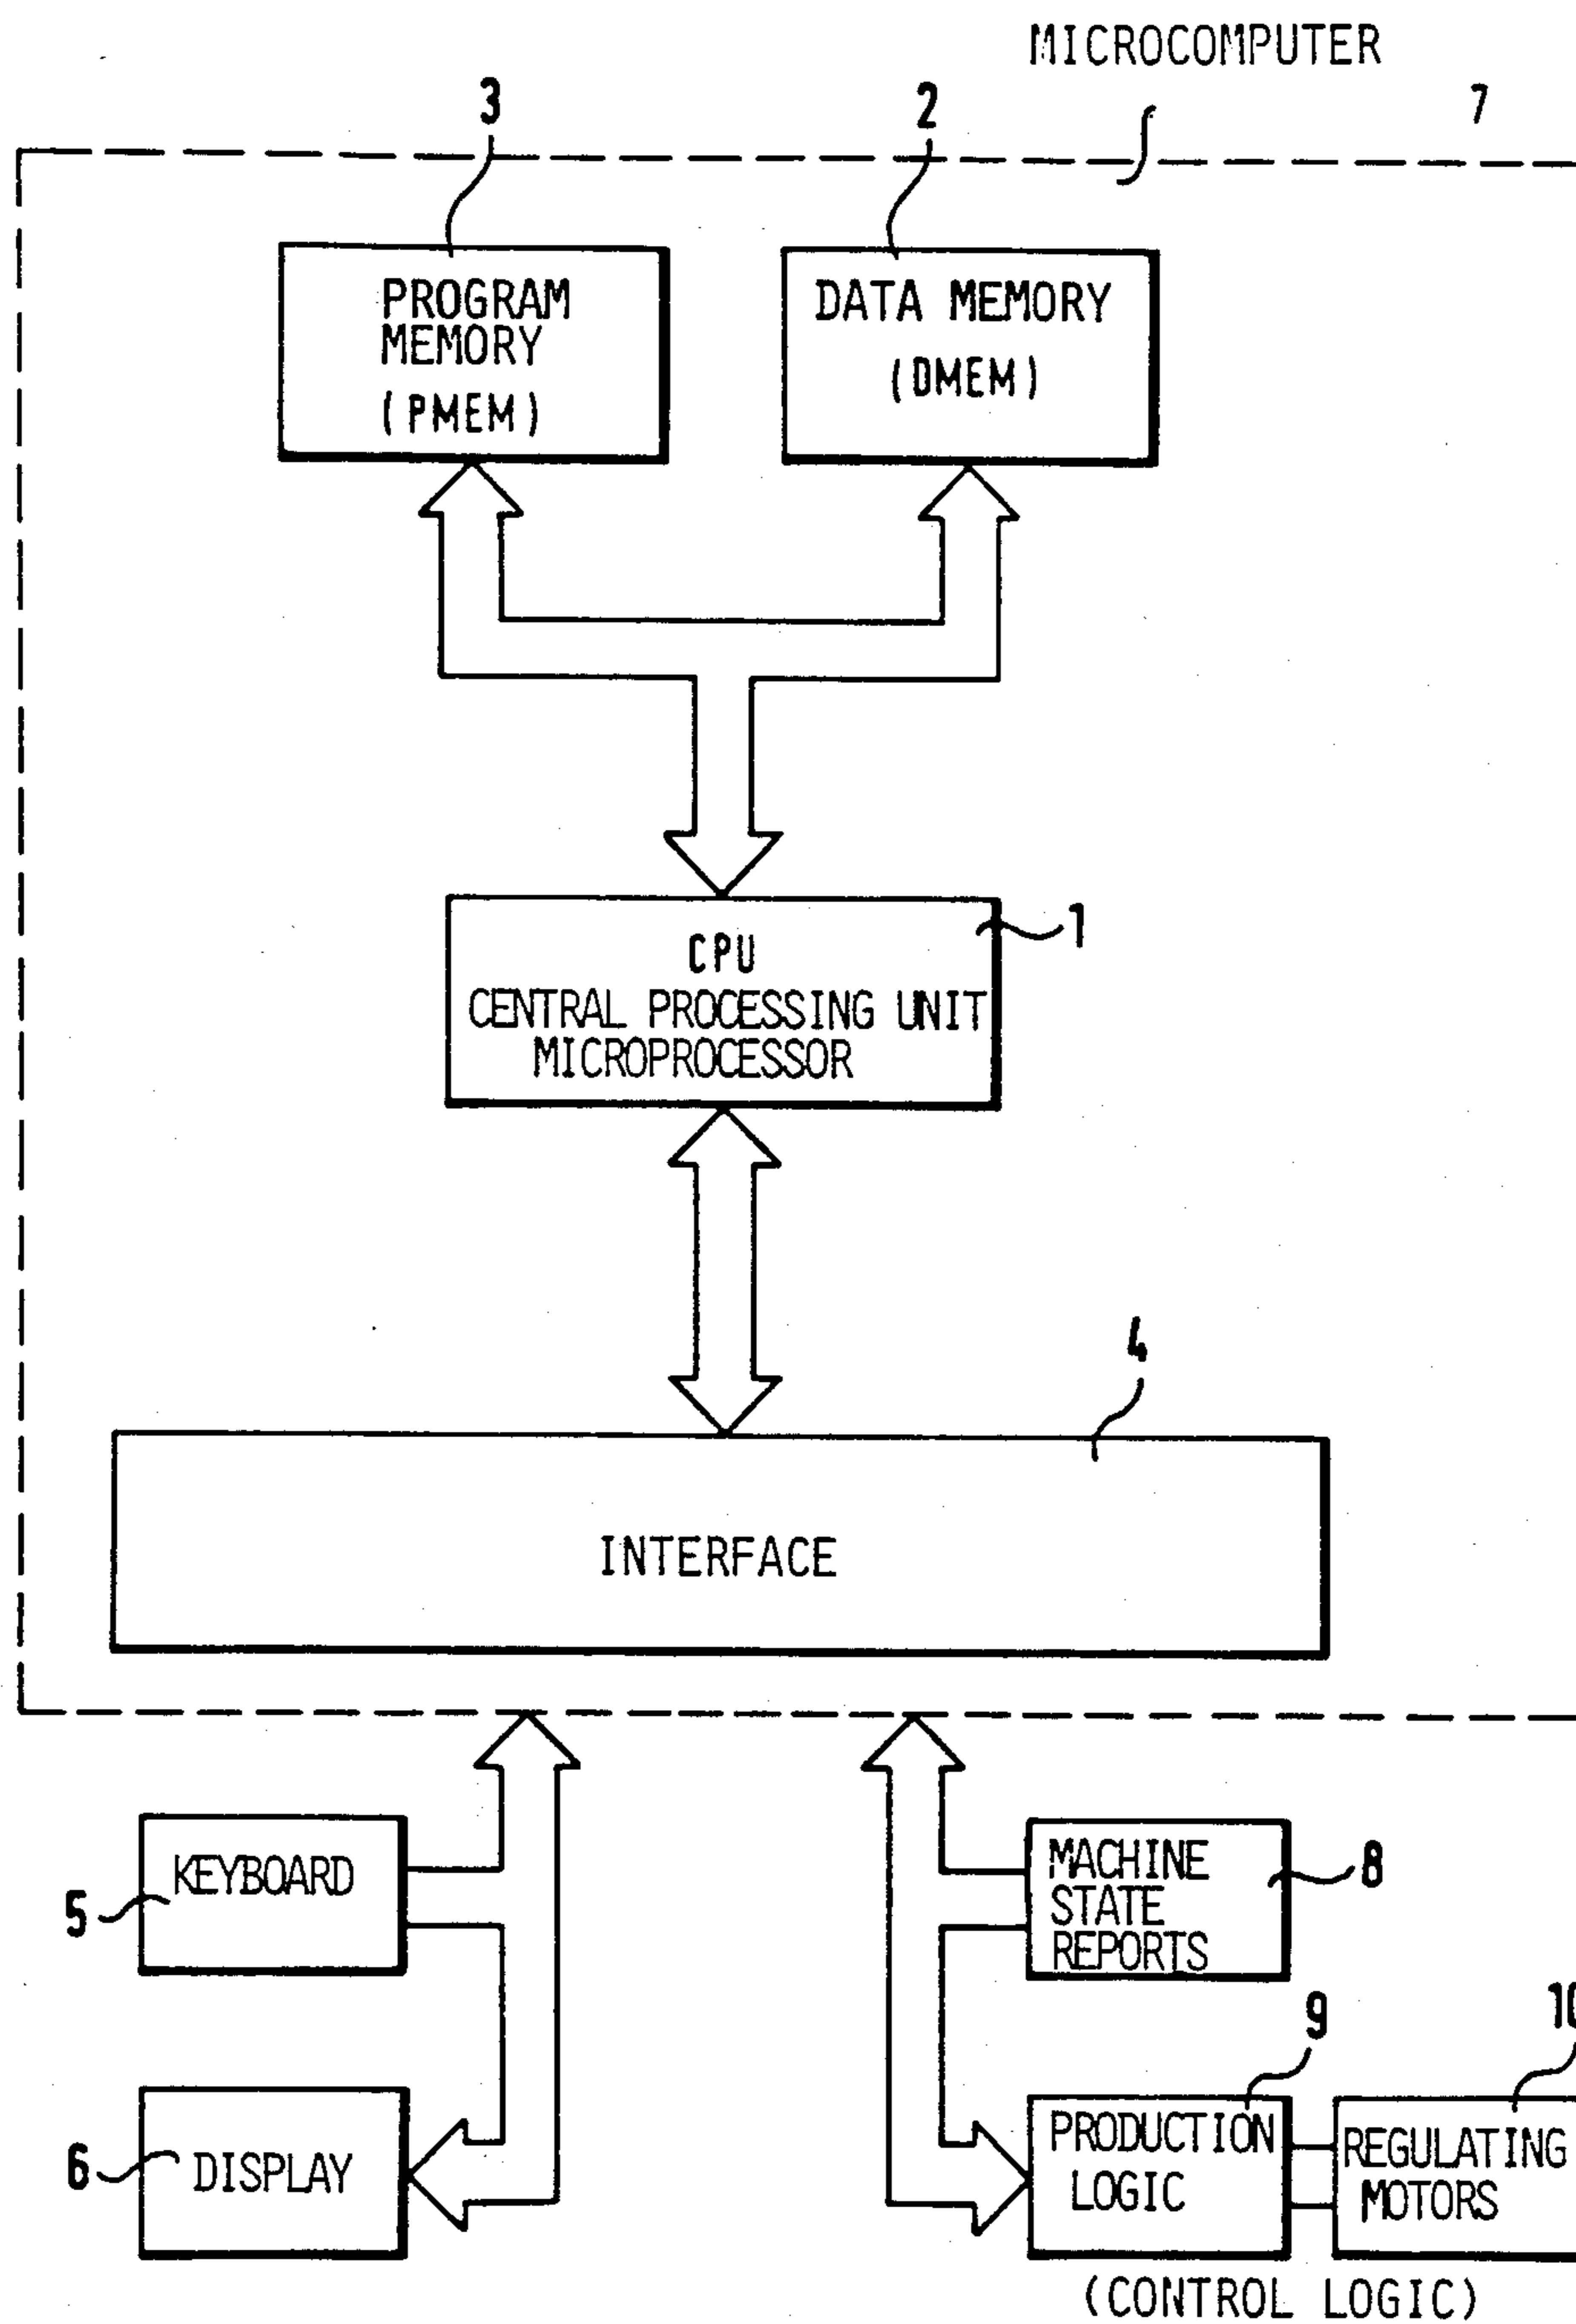 MICROCOMPUTER
3
2
7
PROGRAM
MEMORY
(PMEM)
DATA MEMORY
(DMEM)
1
CPU
CENTRAL PROCESSING UNIT
MICROPROCESSOR
4
INTERFACE
KEYBOARD
5
MACHINE
STATE
REPORTS
8
9
10
6
DISPLAY
PRODUCTION
LOGIC
REGULATING
MOTORS
(CONTROL LOGIC)